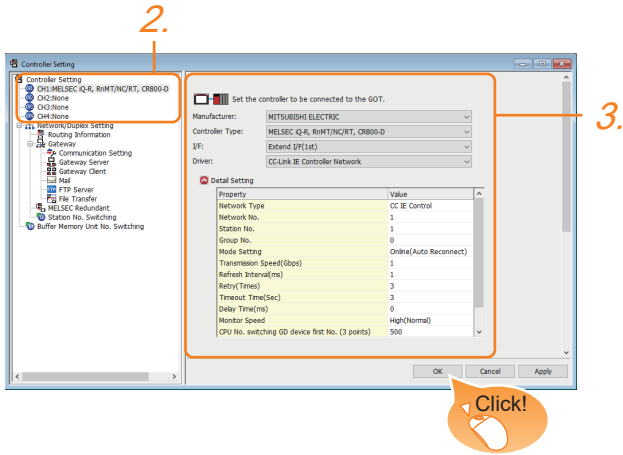 2.
Controller Setting
Controller Setting
CH1:MELSEC iQ-R, RnMT/NC/RT, CR800-D
CH2:None
CH3:None
CH4:None
Network/Duplex Setting
Routing Information
Gateway
Communication Setting
Gateway Server
Gateway Client
Mail
FTP Server
File Transfer
MELSEC Redundant
Station No. Switching
Buffer Memory Unit No. Switching
Set the controller to be connected to the GOT.
Manufacturer: MITSUBISHI ELECTRIC
Controller Type: MELSEC iQ-R, RnMT/NC/RT, CR800-D
I/F: Extend I/F(1st)
Driver: CC-Link IE Controller Network
Detail Setting
Property Value
Network Type CC IE Control
Network No. 1
Station No. 1
Group No. 0
Mode Setting Online(Auto Reconnect)
Transmission Speed(Gbps) 1
Refresh Interval(ms) 1
Retry(Times) 3
Timeout Time(Sec) 3
Delay Time(ms) 0
Monitor Speed High(Normal)
CPU No. switching GD device first No. (3 points) 500
3.
OK Cancel Apply
Click!